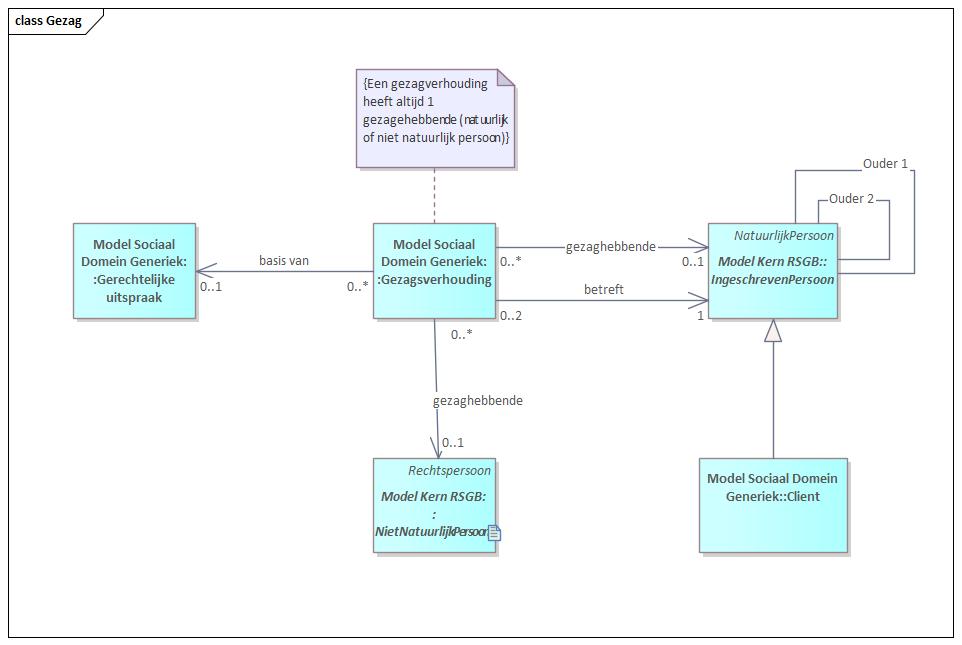 class Gezag
{Een gezagverhouding
heeft altijd 1
gezagehebbende (natuurlijk
of niet natuurlijk persoon)}
Ouder 1
Ouder 2
Model Sociaal
Domein Generiek:
:Gerechtelijke
uitspraak
basis van
0..1
0..*
Model Sociaal
Domein Generiek:
:Gezagsverhouding
gezaghebbende
0..*
0..1
betreft
0..2
1
NatuurlijkPersoon
Model Kern RSGB::
IngeschrevenPersoon
0..*
gezaghebbende
0..1
Rechtspersoon
Model Kern RSGB:
:
NietNatuurlijkPersoon
Model Sociaal Domein
Generiek::Client